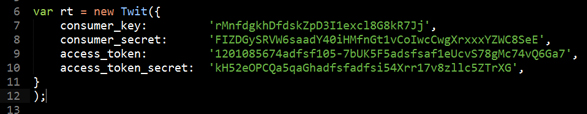 6 var rt = new Twit({
7 consumer_key: 'rMnfdgkhDfdskZpD3I1excl8G8kR7Jj',
8 consumer_secret: 'FIZDGySRVW6saadY40iHMfnGt1vCoIwcCwgXrxxxYZWC8SeE',
9 access_token: '1201085674adfsf105-7bUK5F5adsfsaf1eUcvS78gMc74vQ6Ga7',
10 access_token_secret: 'kH52eOPCQa5qaGhadfsfadfsi54Xrr17v8zllc5ZTrXG',
11 }
12 );
13